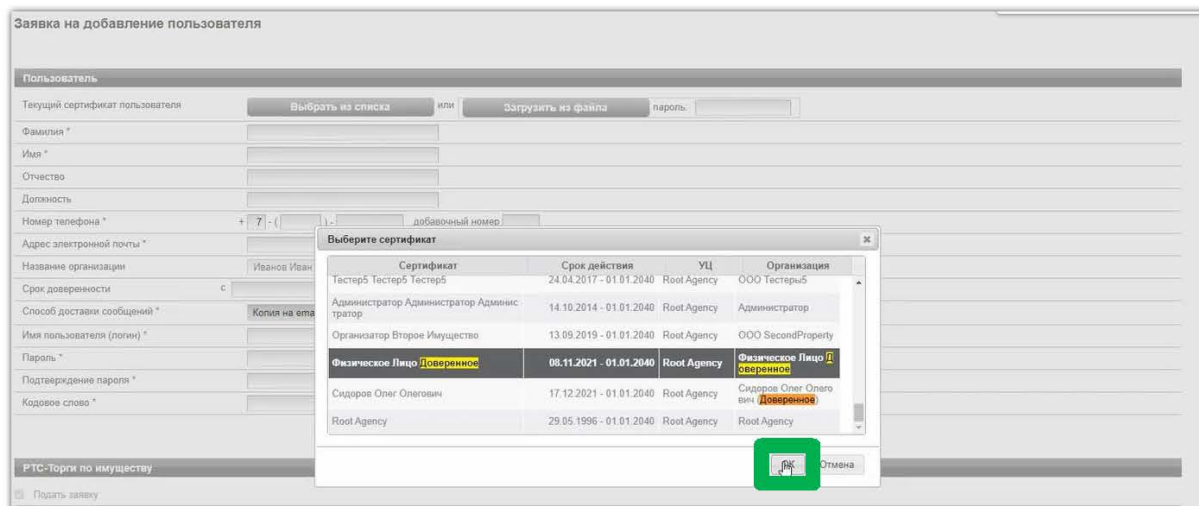 Заявка на добавление пользователя
Пользователь
Текущий сертификат пользователя Выбрать из списка или Загрузить из файла пароль:
Фамилия *
Имя *
Отчество
Должность
Номер телефона * + 7 - ( ) - добавочный номер
Адрес электронной почты *
Название организации Иванов Иван
Срок доверенности с
Способ доставки сообщений * Копия на ema
Имя пользователя (логин) *
Пароль *
Подтверждение пароля *
Кодовое слово *
РТС-Торги по имуществу
Подать заявку
Выберите сертификат
Сертификат Срок действия УЦ Организация
Тестер5 Тестер5 Тестер5 24.04.2017 - 01.01.2040 Root Agency ООО Тестеры5
Администратор Администратор Админис
тратор 14.10.2014 - 01.01.2040 Root Agency Администратор
Организатор Второе Имущество 13.09.2019 - 01.01.2040 Root Agency ООО SecondProperty
Физическое Лицо Доверенное 08.11.2021 - 01.01.2040 Root Agency Физическое Лицо Д
оверенное
Сидоров Олег Олегович 17.12.2021 - 01.01.2040 Root Agency Сидоров Олег Олего
вич (Доверенное)
Root Agency 29.05.1996 - 01.01.2040 Root Agency Root Agency
ОК Отмена